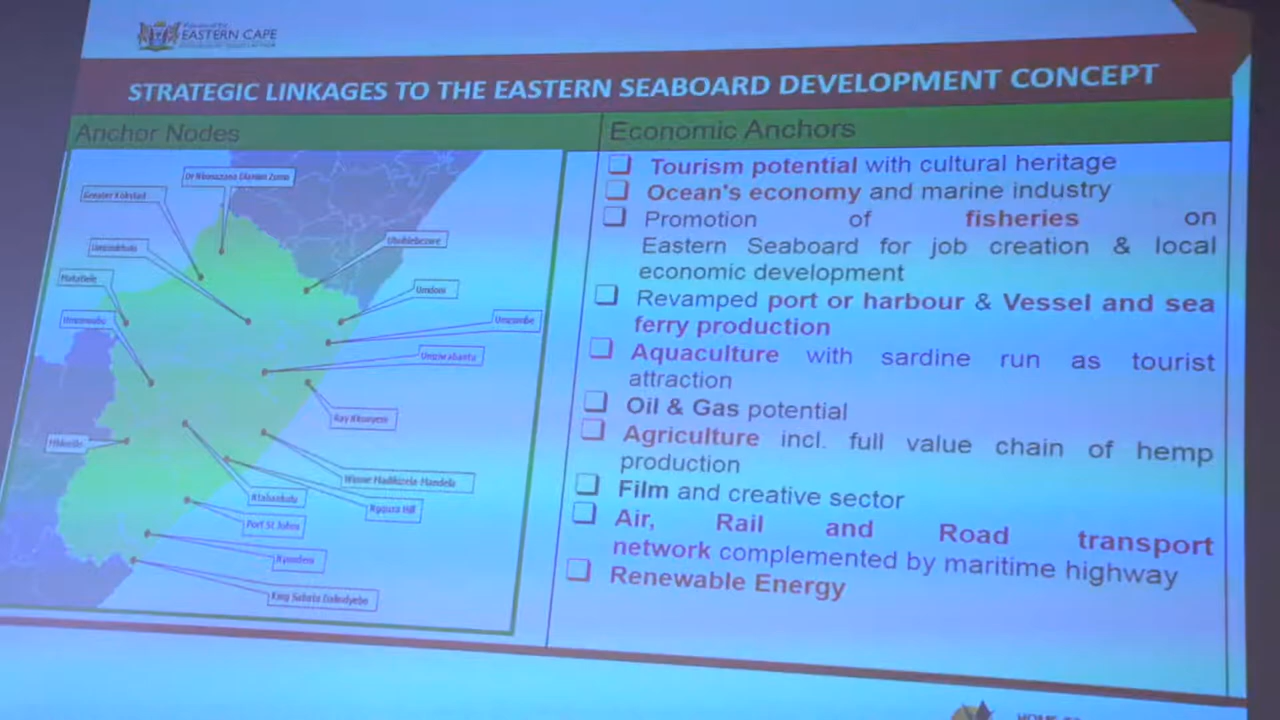 EASTERN CAPE
STRATEGIC LINKAGES TO THE EASTERN SEABOARD DEVELOPMENT CONCEPT
Anchor Nodes
Dr Nkosazana Dlamini Zuma
Greater Kokstad
Umzimkhulu
Matatiele
Umzimvubu
Mhlontlo
Ubuhlebezwe
Umdoni
Umzumbe
Umuziwabantu
Ray Nkonyeni
Winnie Madikizela-Mandela
Ntabankulu
Ngquza Hill
Port St Johns
Nyandeni
King Sabata Dalindyebo
Economic Anchors
Tourism potential with cultural heritage
Ocean's economy and marine industry
Promotion of fisheries on
Eastern Seaboard for job creation & local
economic development
Revamped port or harbour & Vessel and sea
ferry production
Aquaculture with sardine run as tourist
attraction
Oil & Gas potential
Agriculture incl. full value chain of hemp
production
Film and creative sector
Air, Rail and Road transport
network complemented by maritime highway
Renewable Energy